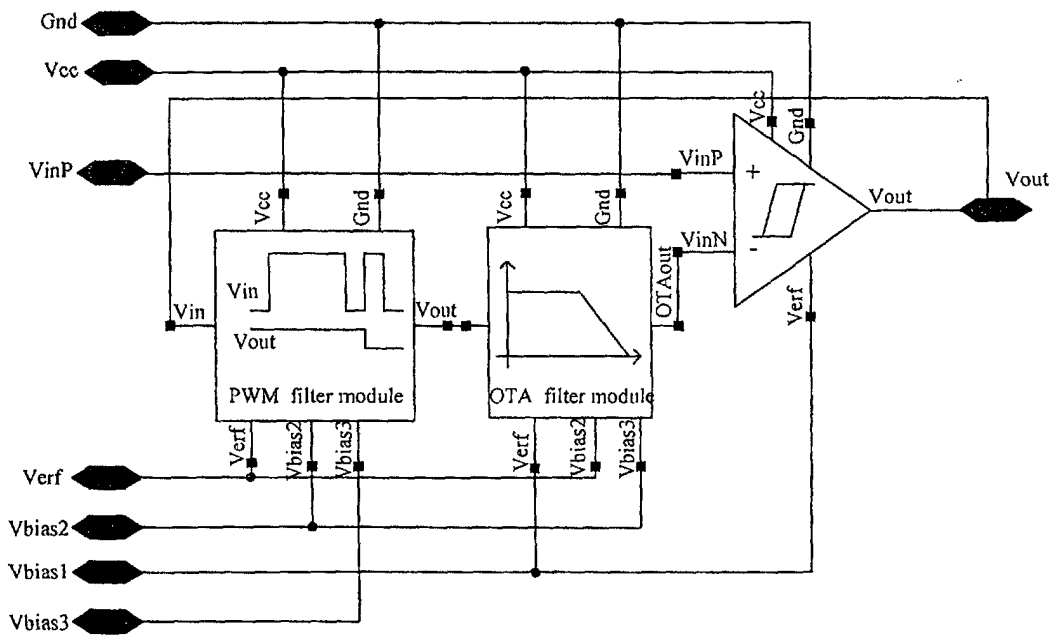 Gnd
Vcc
VinP
Vcc
Gnd
VinP
+
VinN
-
Vout
Vout
Verf
Vcc
Gnd
Vin
Vin
Vout
Vout
PWM filter module
Verf
Vbias2
Vbias3
Vcc
Gnd
OTAout
OTA filter module
Verf
Vbias2
Vbias3
Verf
Vbias2
Vbias1
Vbias3